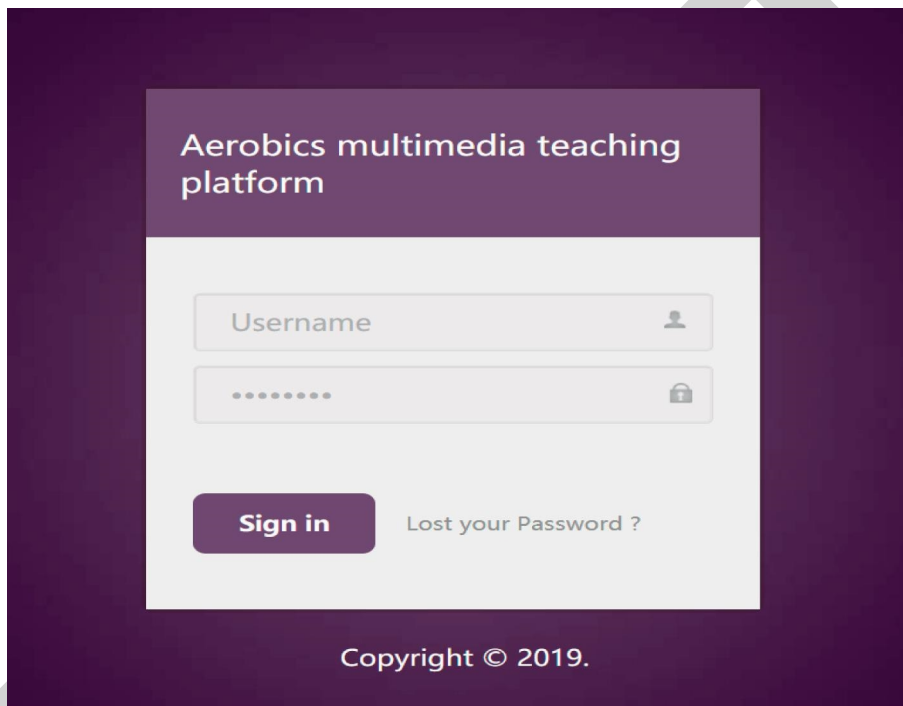 Aerobics multimedia teaching
platform
Username
••••••••
Sign in
Lost your Password ?
Copyright © 2019.